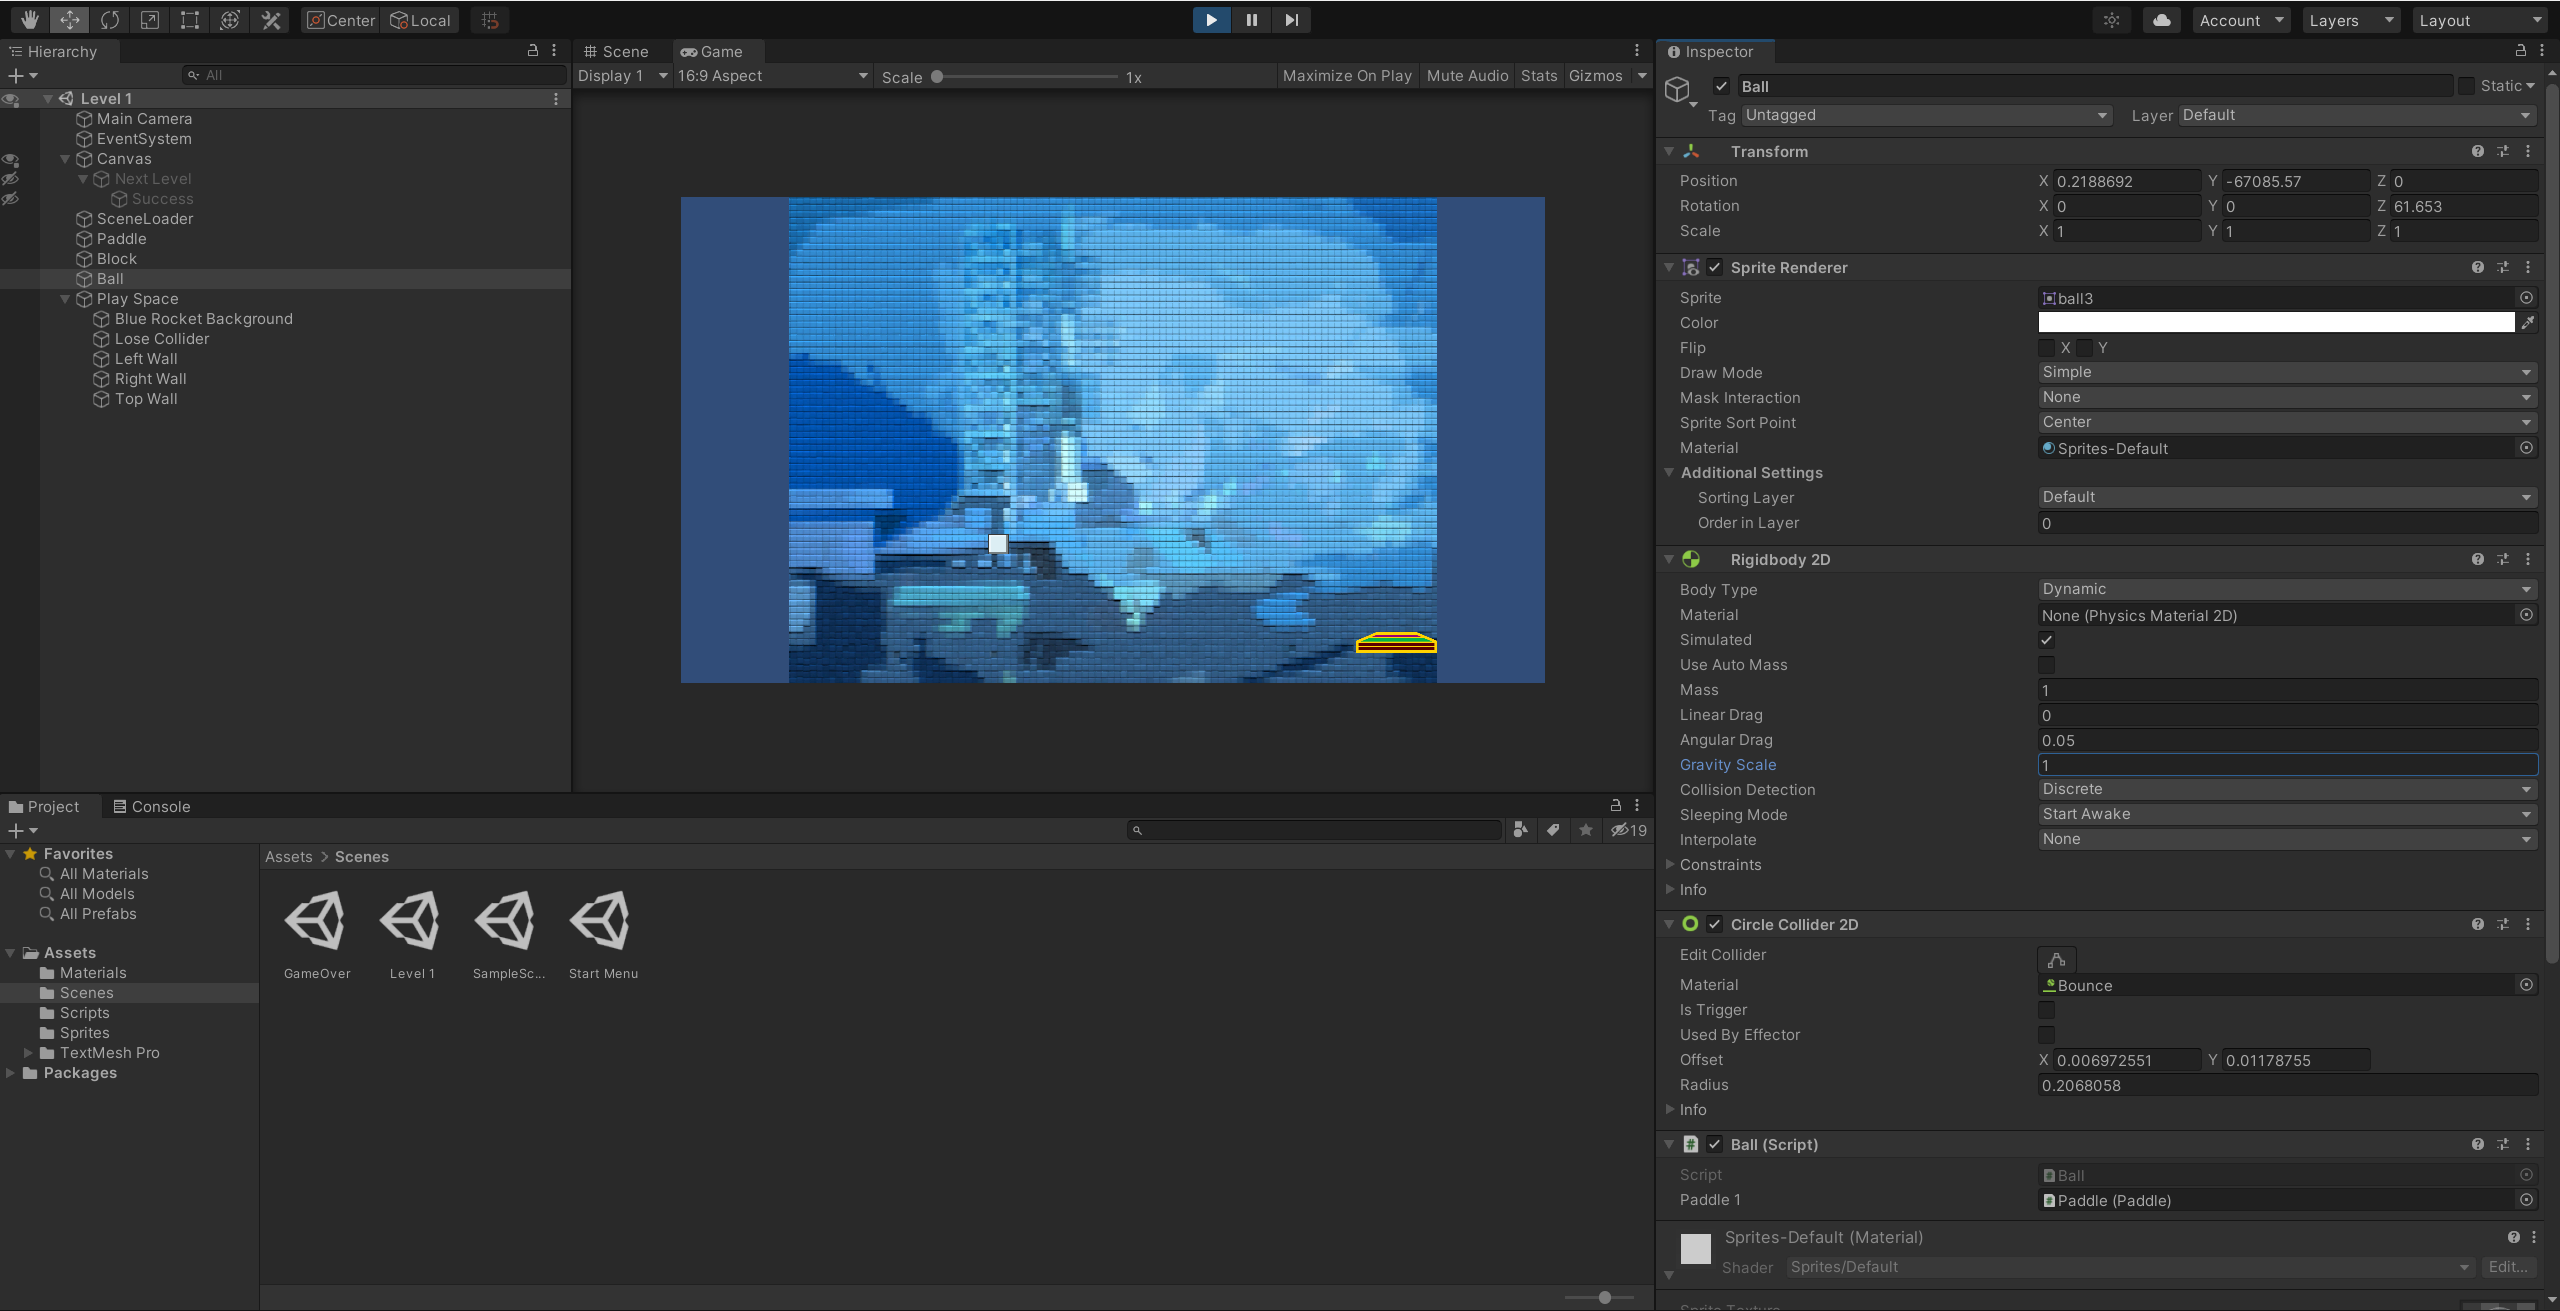 Center Local Account Layers Layout
Hierarchy
All
Level 1
Main Camera
EventSystem
Canvas
Next Level
Success
SceneLoader
Paddle
Block
Ball
Play Space
Blue Rocket Background
Lose Collider
Left Wall
Right Wall
Top Wall
Scene Game
Display 1 16:9 Aspect Scale 1x Maximize On Play Mute Audio Stats Gizmos
Inspector
Ball Static
Tag Untagged Layer Default
Transform
Position X 0.2188692 Y -67085.57 Z 0
Rotation X 0 Y 0 Z 61.653
Scale X 1 Y 1 Z 1
Sprite Renderer
Sprite ball3
Color
Flip X Y
Draw Mode Simple
Mask Interaction None
Sprite Sort Point Center
Material Sprites-Default
Additional Settings
Sorting Layer Default
Order in Layer 0
Rigidbody 2D
Body Type Dynamic
Material None (Physics Material 2D)
Simulated
Use Auto Mass
Mass 1
Linear Drag 0
Angular Drag 0.05
Gravity Scale 1
Collision Detection Discrete
Sleeping Mode Start Awake
Interpolate None
Constraints
Info
Circle Collider 2D
Edit Collider
Material Bounce
Is Trigger
Used By Effector
Offset X 0.006972551 Y 0.01178755
Radius 0.2068058
Info
Ball (Script)
Script Ball
Paddle 1 Paddle (Paddle)
Sprites-Default (Material)
Shader Sprites/Default Edit...
Project Console
19
Favorites
All Materials
All Models
All Prefabs
Assets
Materials
Scenes
Scripts
Sprites
TextMesh Pro
Packages
Assets > Scenes
GameOver Level 1 SampleSc... Start Menu